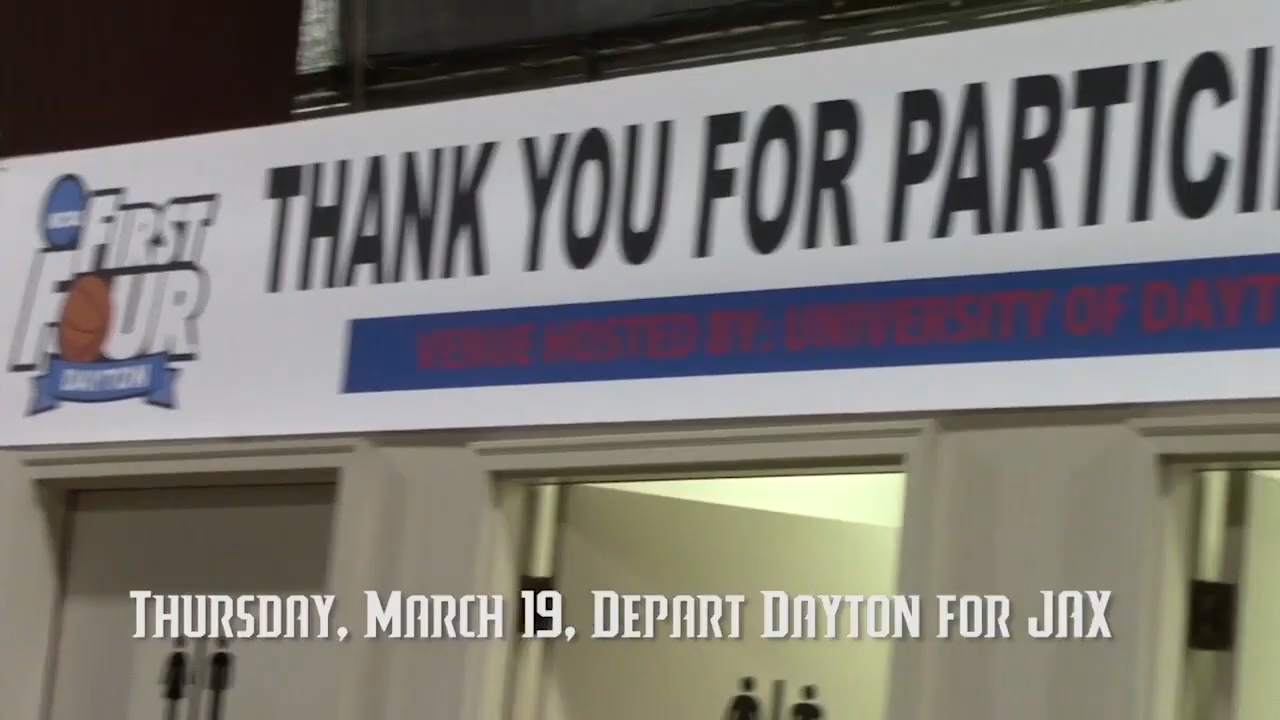 NCAA
FIRST
FOUR
DAYTON
THANK YOU FOR PARTICI
VENUE HOSTED BY: UNIVERSITY OF DAYT
THURSDAY, MARCH 19, DEPART DAYTON FOR JAX